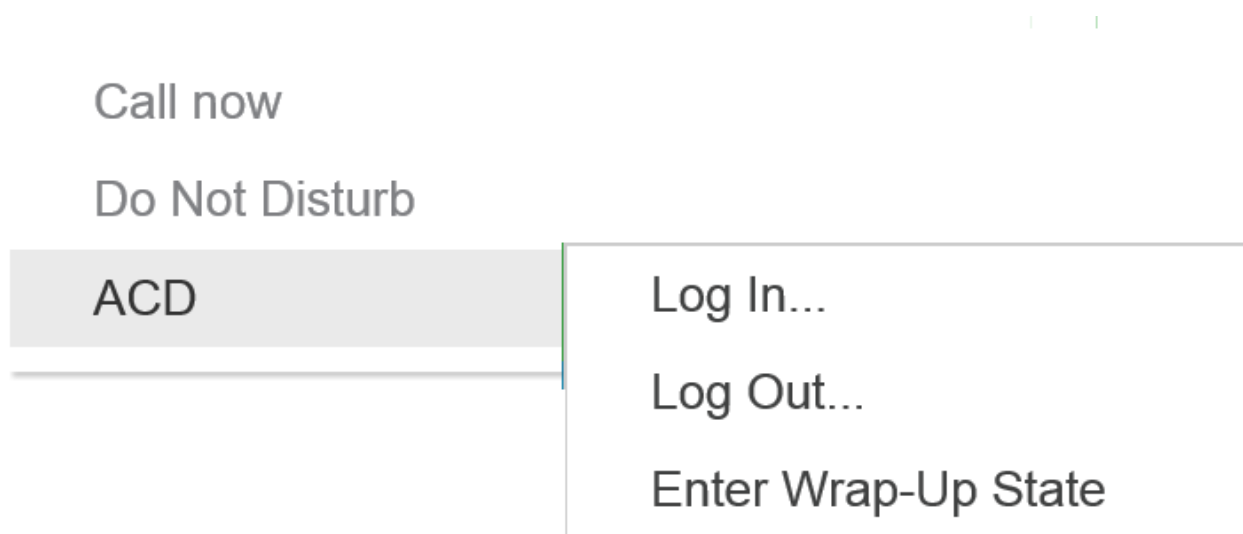 Call now
Do Not Disturb
ACD
Log In...
Log Out...
Enter Wrap-Up State